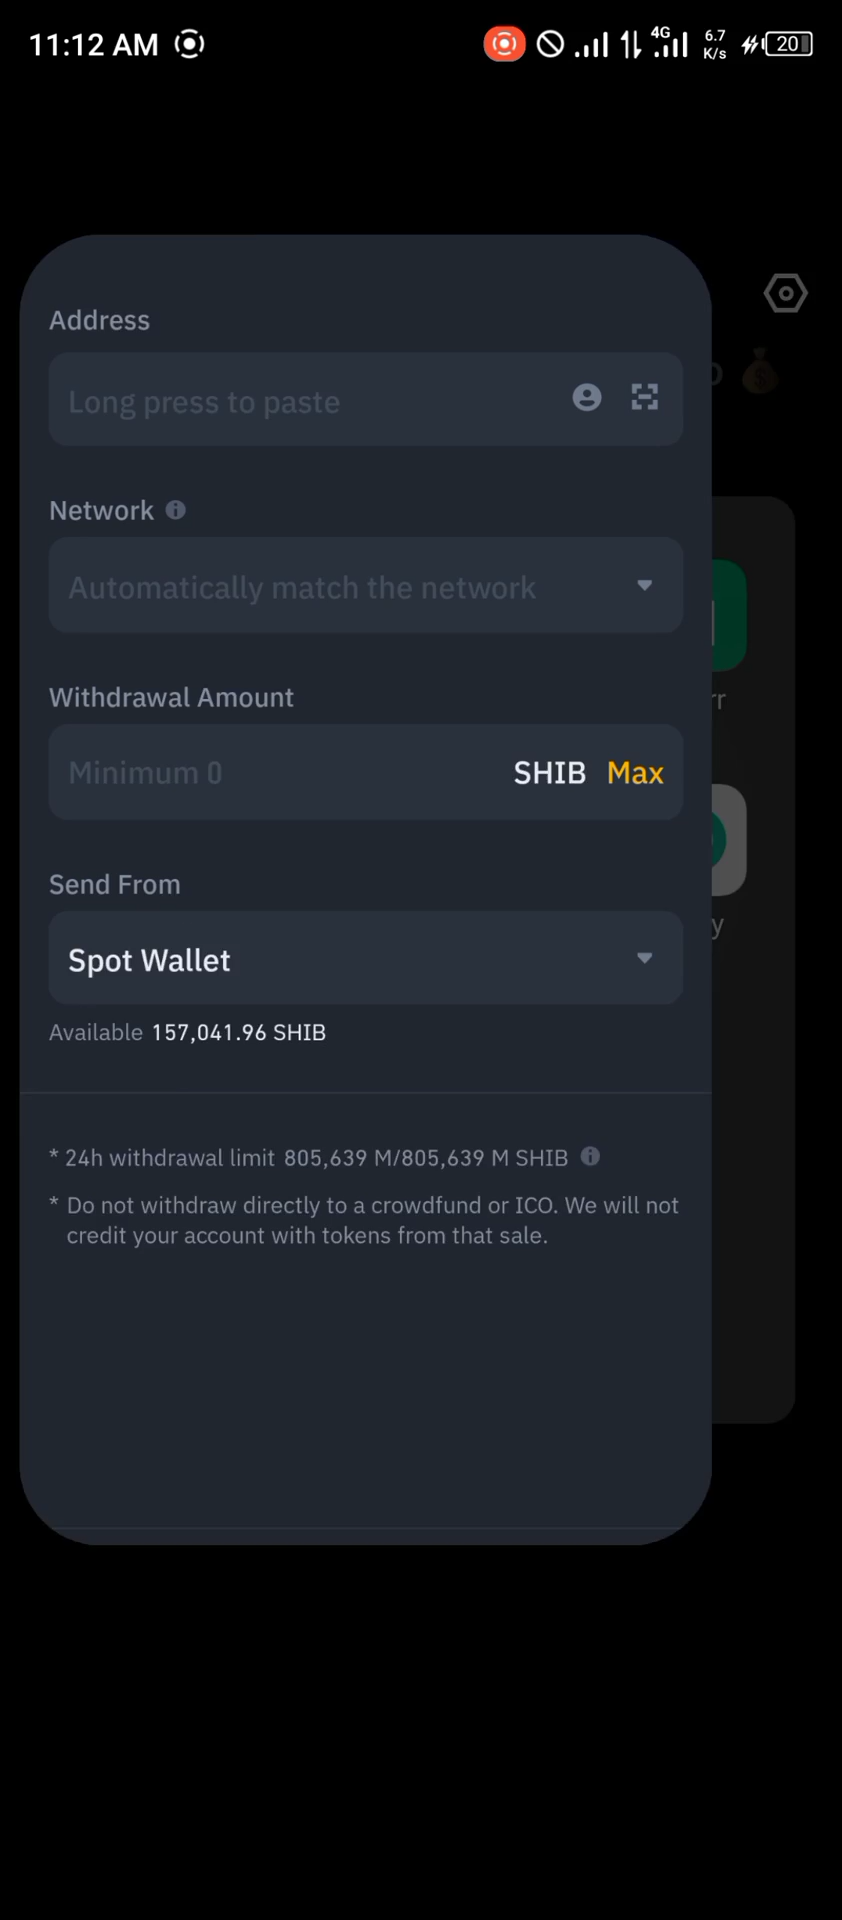 11:12 AM
4G
6.7
K/s
20
Address
Long press to paste
Network
Automatically match the network
Withdrawal Amount
Minimum 0 SHIB Max
rr
Send From
y
Spot Wallet
Available 157,041.96 SHIB
* 24h withdrawal limit 805,639 M/805,639 M SHIB
* Do not withdraw directly to a crowdfund or ICO. We will not
credit your account with tokens from that sale.